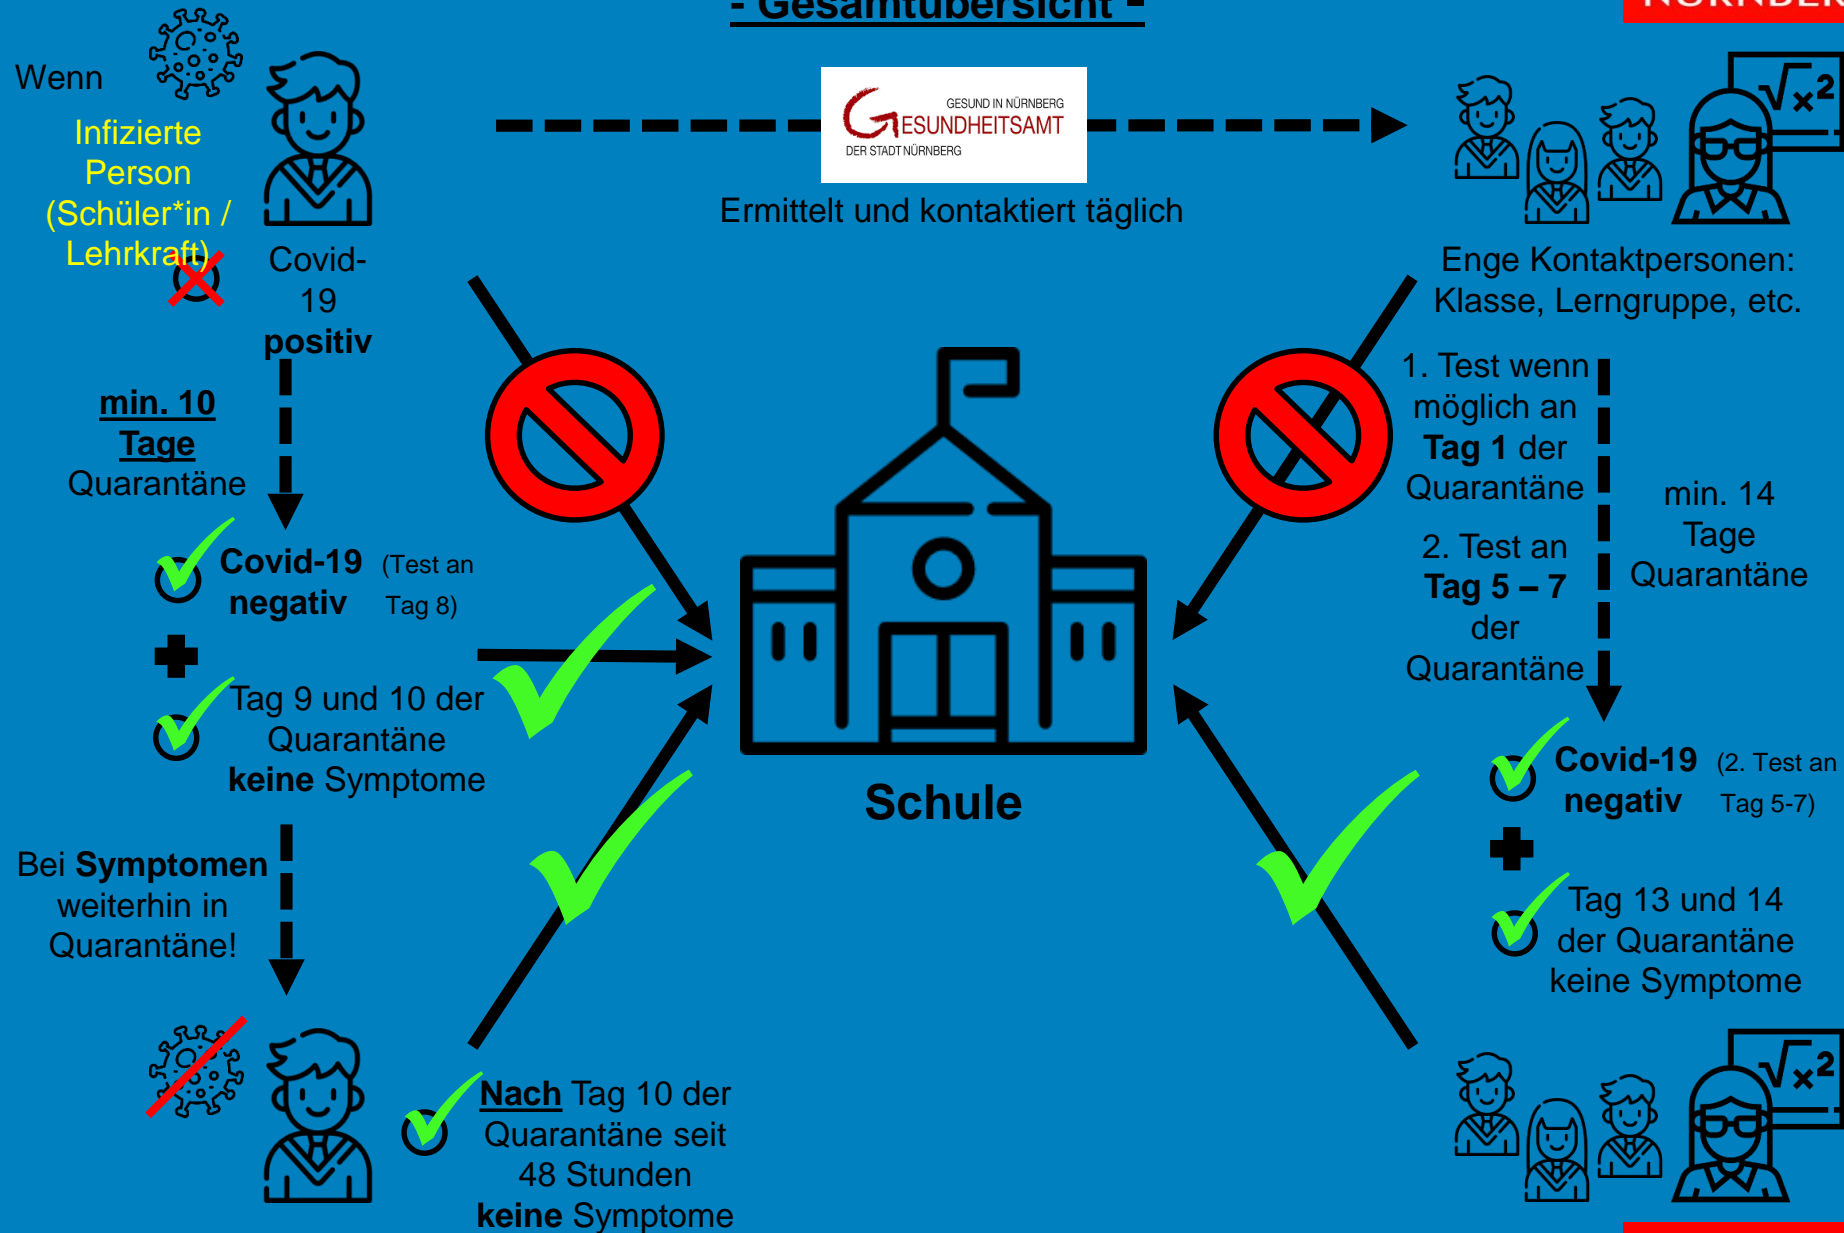 - Gesamtübersicht -
Wenn
Infizierte
Person
(Schüler*in /
Lehrkraft)
Covid-
19
positiv
GESUND IN NÜRNBERG
GESUNDHEITSAMT
DER STADT NÜRNBERG
Ermittelt und kontaktiert täglich
√x²
Enge Kontaktpersonen:
Klasse, Lerngruppe, etc.
min. 10
Tage
Quarantäne
Covid-19 (Test an
negativ Tag 8)
Tag 9 und 10 der
Quarantäne
keine Symptome
Bei Symptomen
weiterhin in
Quarantäne!
Nach Tag 10 der
Quarantäne seit
48 Stunden
keine Symptome
Schule
1. Test wenn
möglich an
Tag 1 der
Quarantäne
2. Test an
Tag 5 – 7
der
Quarantäne
min. 14
Tage
Quarantäne
Covid-19 (2. Test an
negativ Tag 5-7)
Tag 13 und 14
der Quarantäne
keine Symptome
√x²